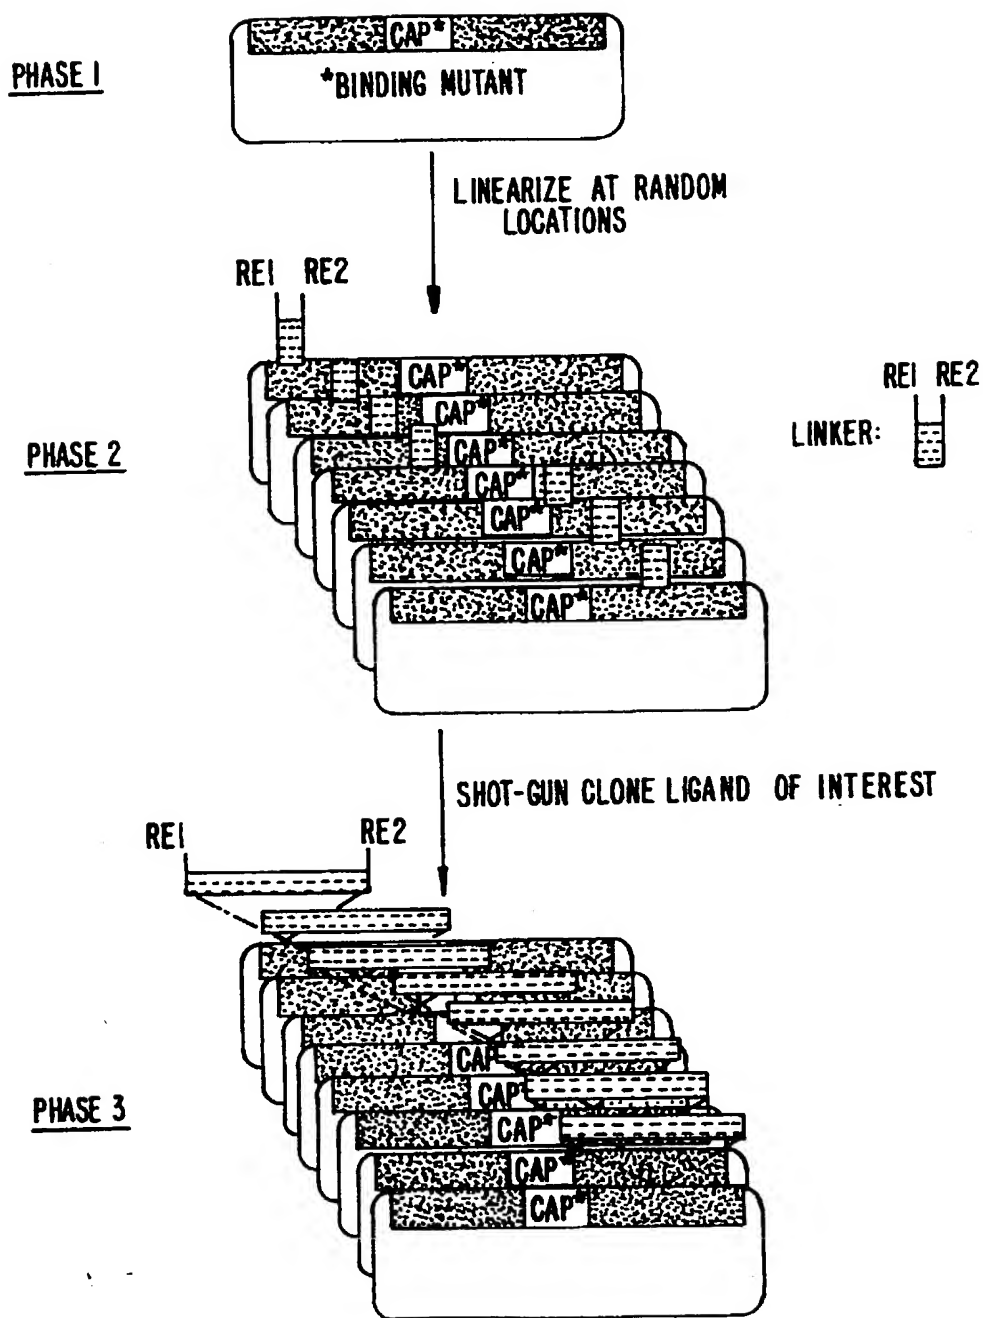 PHASE 1
CAP*
*BINDING MUTANT
LINEARIZE AT RANDOM
LOCATIONS
RE1 RE2
PHASE 2
CAP*
CAP*
CAP*
CAP*
CAP*
CAP*
CAP*
RE1 RE2
LINKER:
SHOT-GUN CLONE LIGAND OF INTEREST
RE1 RE2
PHASE 3
CAP
CAP*
CAP*
CAP*
CAP*